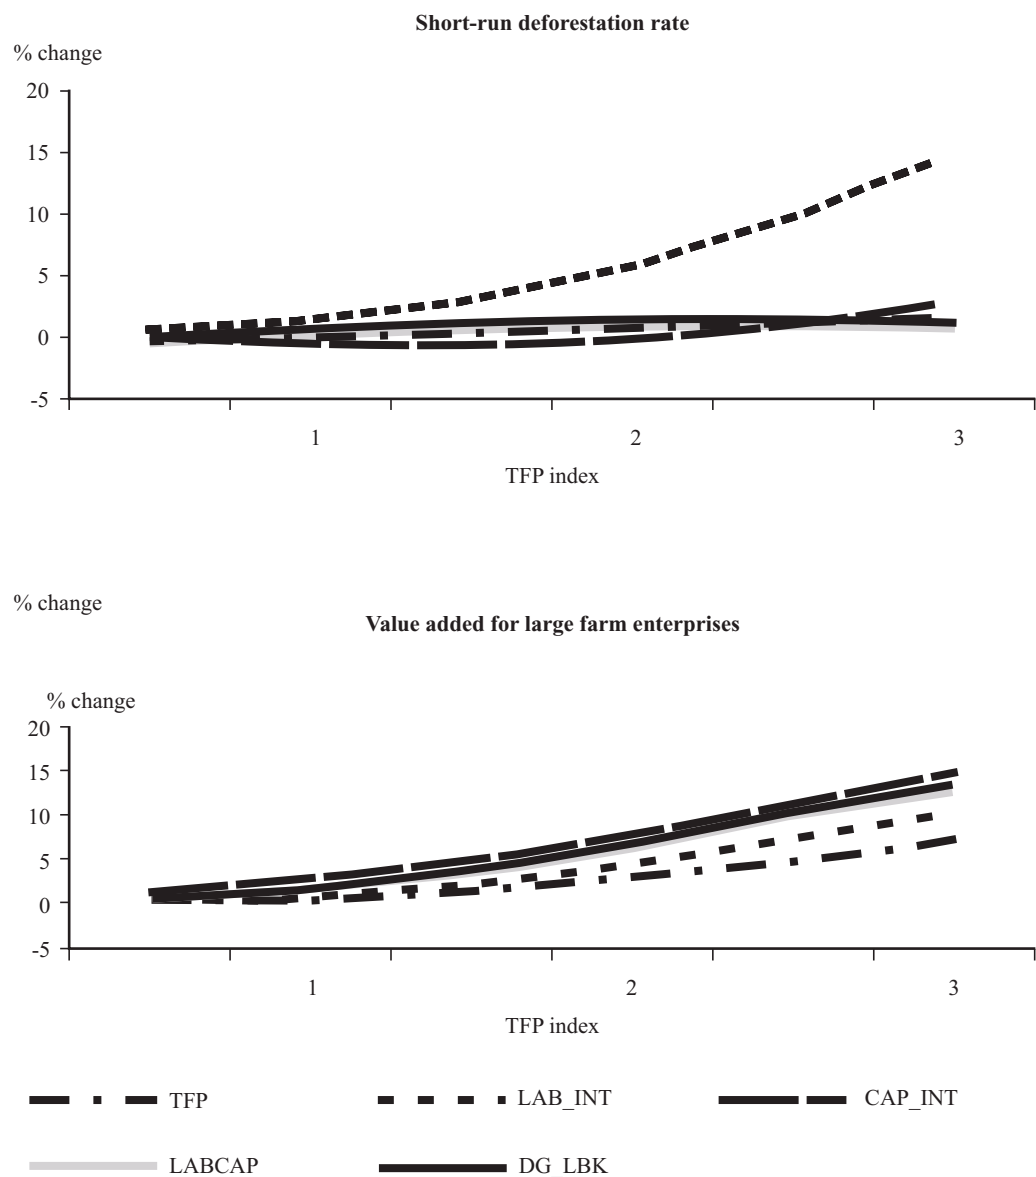 Short-run deforestation rate
% change
20
15
10
5
0
-5
1 2 3
TFP index
% change
Value added for large farm enterprises
% change
20
15
10
5
0
-5
1 2 3
TFP index
TFP LAB_INT CAP_INT
LABCAP DG_LBK